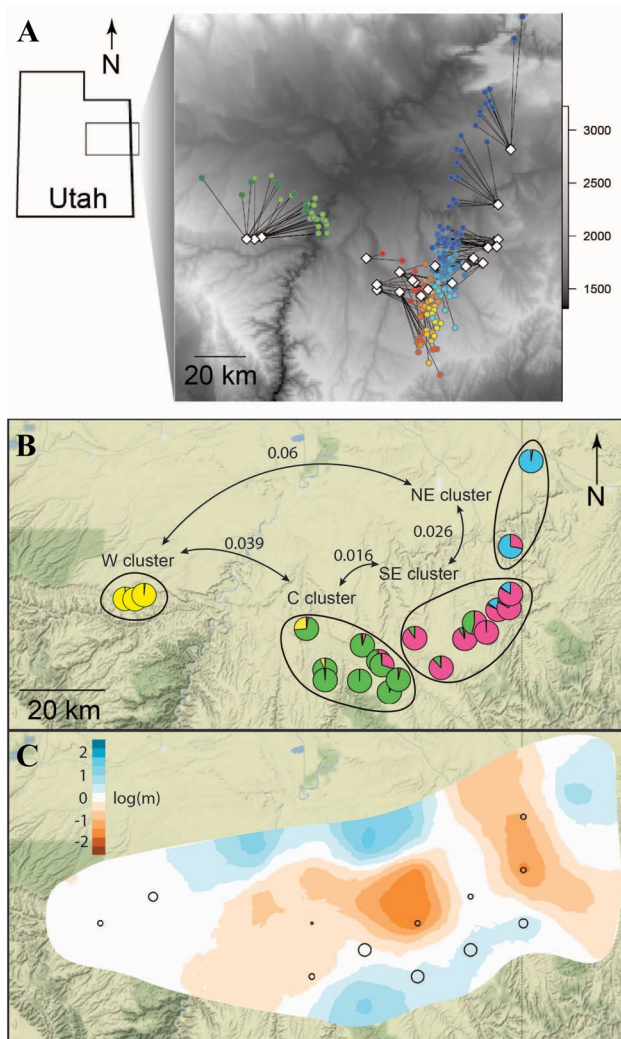 A
N
Utah
20 km
3000
2500
2000
1500
B
0.06
N
NE cluster
0.039
0.016
0.026
W cluster
SE cluster
C cluster
20 km
C
2
1
0
-1
-2
log(m)